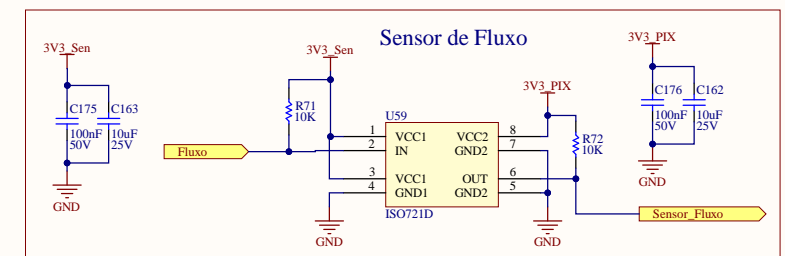 Sensor de Fluxo
3V3_Sen
C175
100nF
50V
C163
10uF
25V
GND
3V3_Sen
R71
10K
Fluxo
U59
1 VCC1 VCC2 8
2 IN GND2 7
3 VCC1 OUT 6
4 GND1 GND2 5
ISO721D
GND
3V3_PIX
R72
10K
GND
Sensor_Fluxo
3V3_PIX
C176
100nF
50V
C162
10uF
25V
GND